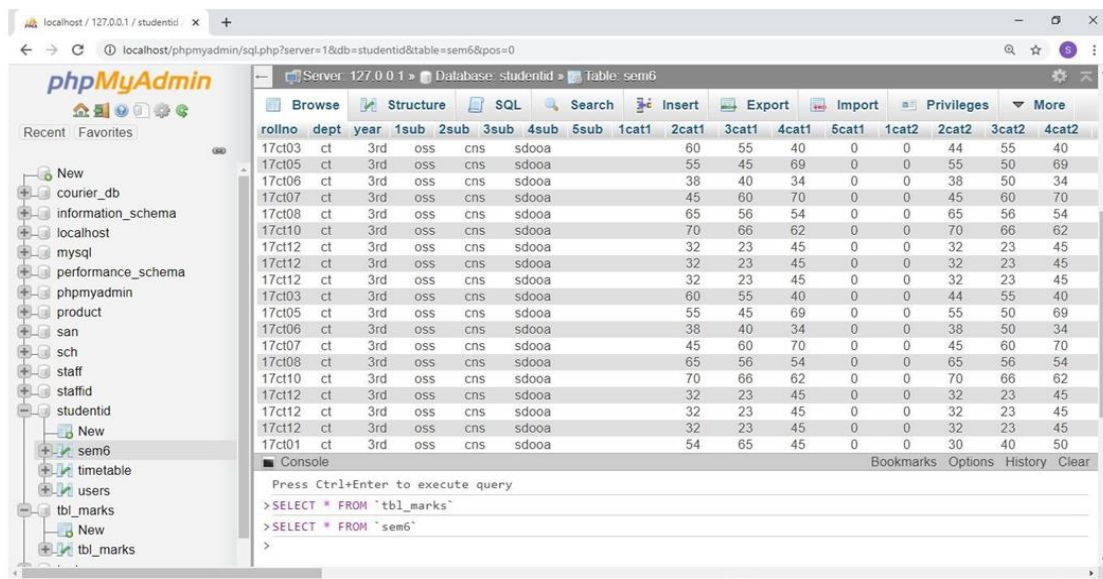 localhost / 127.0.0.1 / studentid /
localhost/phpmyadmin/sql.php?server=1&db=studentid&table=sem6&pos=0
S
phpMyAdmin
Recent Favorites
New
courier_db
information_schema
localhost
mysql
performance_schema
phpmyadmin
product
san
sch
staff
staffid
studentid
New
sem6
timetable
users
tbl_marks
New
tbl_marks
Server: 127.0.0.1 » Database: studentid » Table: sem6
Browse Structure SQL Search Insert Export Import Privileges More
rollno dept year 1sub 2sub 3sub 4sub 5sub 1cat1 2cat1 3cat1 4cat1 5cat1 1cat2 2cat2 3cat2 4cat2
17ct03 ct 3rd oss cns sdooa 60 55 40 0 0 44 55 40
17ct05 ct 3rd oss cns sdooa 55 45 69 0 0 55 50 69
17ct06 ct 3rd oss cns sdooa 38 40 34 0 0 38 50 34
17ct07 ct 3rd oss cns sdooa 45 60 70 0 0 45 60 70
17ct08 ct 3rd oss cns sdooa 65 56 54 0 0 65 56 54
17ct10 ct 3rd oss cns sdooa 70 66 62 0 0 70 66 62
17ct12 ct 3rd oss cns sdooa 32 23 45 0 0 32 23 45
17ct12 ct 3rd oss cns sdooa 32 23 45 0 0 32 23 45
17ct12 ct 3rd oss cns sdooa 32 23 45 0 0 32 23 45
17ct03 ct 3rd oss cns sdooa 60 55 40 0 0 44 55 40
17ct05 ct 3rd oss cns sdooa 55 45 69 0 0 55 50 69
17ct06 ct 3rd oss cns sdooa 38 40 34 0 0 38 50 34
17ct07 ct 3rd oss cns sdooa 45 60 70 0 0 45 60 70
17ct08 ct 3rd oss cns sdooa 65 56 54 0 0 65 56 54
17ct10 ct 3rd oss cns sdooa 70 66 62 0 0 70 66 62
17ct12 ct 3rd oss cns sdooa 32 23 45 0 0 32 23 45
17ct12 ct 3rd oss cns sdooa 32 23 45 0 0 32 23 45
17ct12 ct 3rd oss cns sdooa 32 23 45 0 0 32 23 45
17ct01 ct 3rd oss cns sdooa 54 65 45 0 0 30 40 50
Console Bookmarks Options History Clear
Press Ctrl+Enter to execute query
>SELECT * FROM `tbl_marks`
>SELECT * FROM `sem6`
>